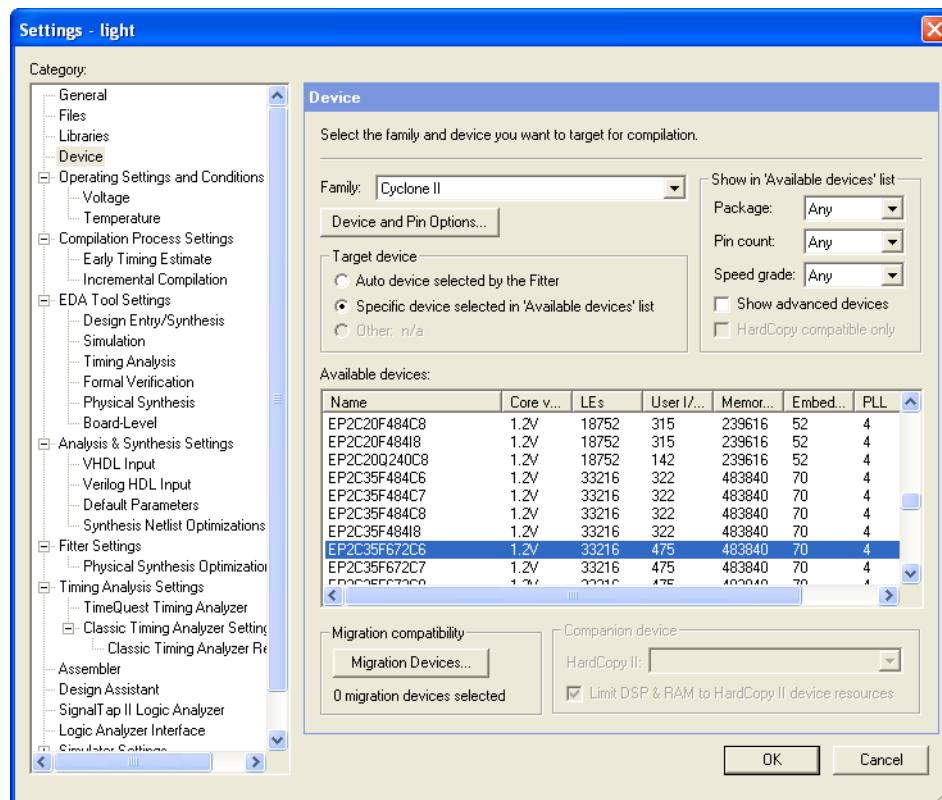 Settings - light
Category:
General
Files
Libraries
Device
Operating Settings and Conditions
Voltage
Temperature
Compilation Process Settings
Early Timing Estimate
Incremental Compilation
EDA Tool Settings
Design Entry/Synthesis
Simulation
Timing Analysis
Formal Verification
Physical Synthesis
Board-Level
Analysis & Synthesis Settings
VHDL Input
Verilog HDL Input
Default Parameters
Synthesis Netlist Optimizations
Fitter Settings
Physical Synthesis Optimization
Timing Analysis Settings
TimeQuest Timing Analyzer
Classic Timing Analyzer Setting
Classic Timing Analyzer Re
Assembler
Design Assistant
SignalTap II Logic Analyzer
Logic Analyzer Interface
Simulator Settings
Device
Select the family and device you want to target for compilation.
Family: Cyclone II
Device and Pin Options...
Target device
Auto device selected by the Fitter
Specific device selected in 'Available devices' list
Other: n/a
Show in 'Available devices' list
Package: Any
Pin count: Any
Speed grade: Any
Show advanced devices
HardCopy compatible only
Available devices:
Name Core v... LEs User I/... Memor... Embed... PLL
EP2C20F484C8 1.2V 18752 315 239616 52 4
EP2C20F484I8 1.2V 18752 315 239616 52 4
EP2C20Q240C8 1.2V 18752 142 239616 52 4
EP2C35F484C6 1.2V 33216 322 483840 70 4
EP2C35F484C7 1.2V 33216 322 483840 70 4
EP2C35F484C8 1.2V 33216 322 483840 70 4
EP2C35F484I8 1.2V 33216 322 483840 70 4
EP2C35F672C6 1.2V 33216 475 483840 70 4
EP2C35F672C7 1.2V 33216 475 483840 70 4
EP2C35F672C8 1.2V 33216 475 483840 70 4
Migration compatibility
Migration Devices...
0 migration devices selected
Companion device
HardCopy II:
Limit DSP & RAM to HardCopy II device resources
OK
Cancel